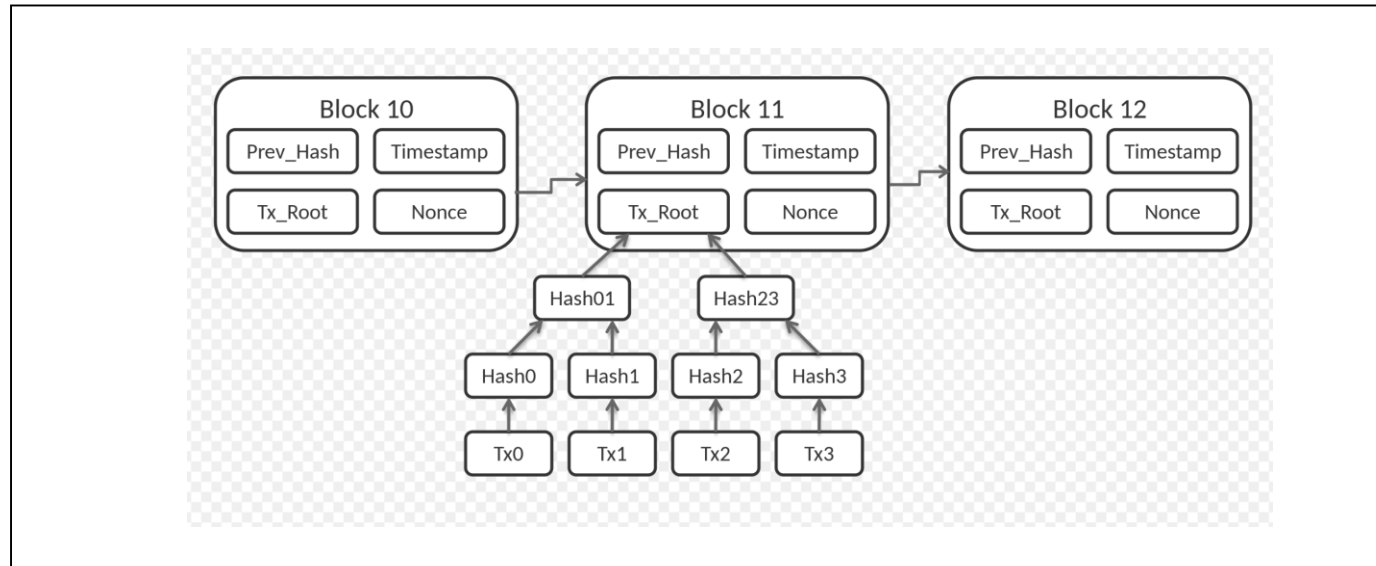 Block 10
Prev_Hash
Timestamp
Tx_Root
Nonce
Block 11
Prev_Hash
Timestamp
Tx_Root
Nonce
Block 12
Prev_Hash
Timestamp
Tx_Root
Nonce
Hash01
Hash23
Hash0
Hash1
Hash2
Hash3
Tx0
Tx1
Tx2
Tx3